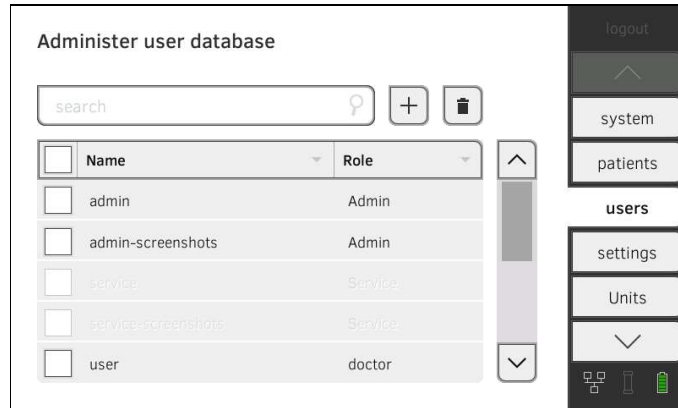 Administer user database
search
Name Role
admin Admin
admin-screenshots Admin
service Service
service-screenshots Service
user doctor
logout
system
patients
users
settings
Units